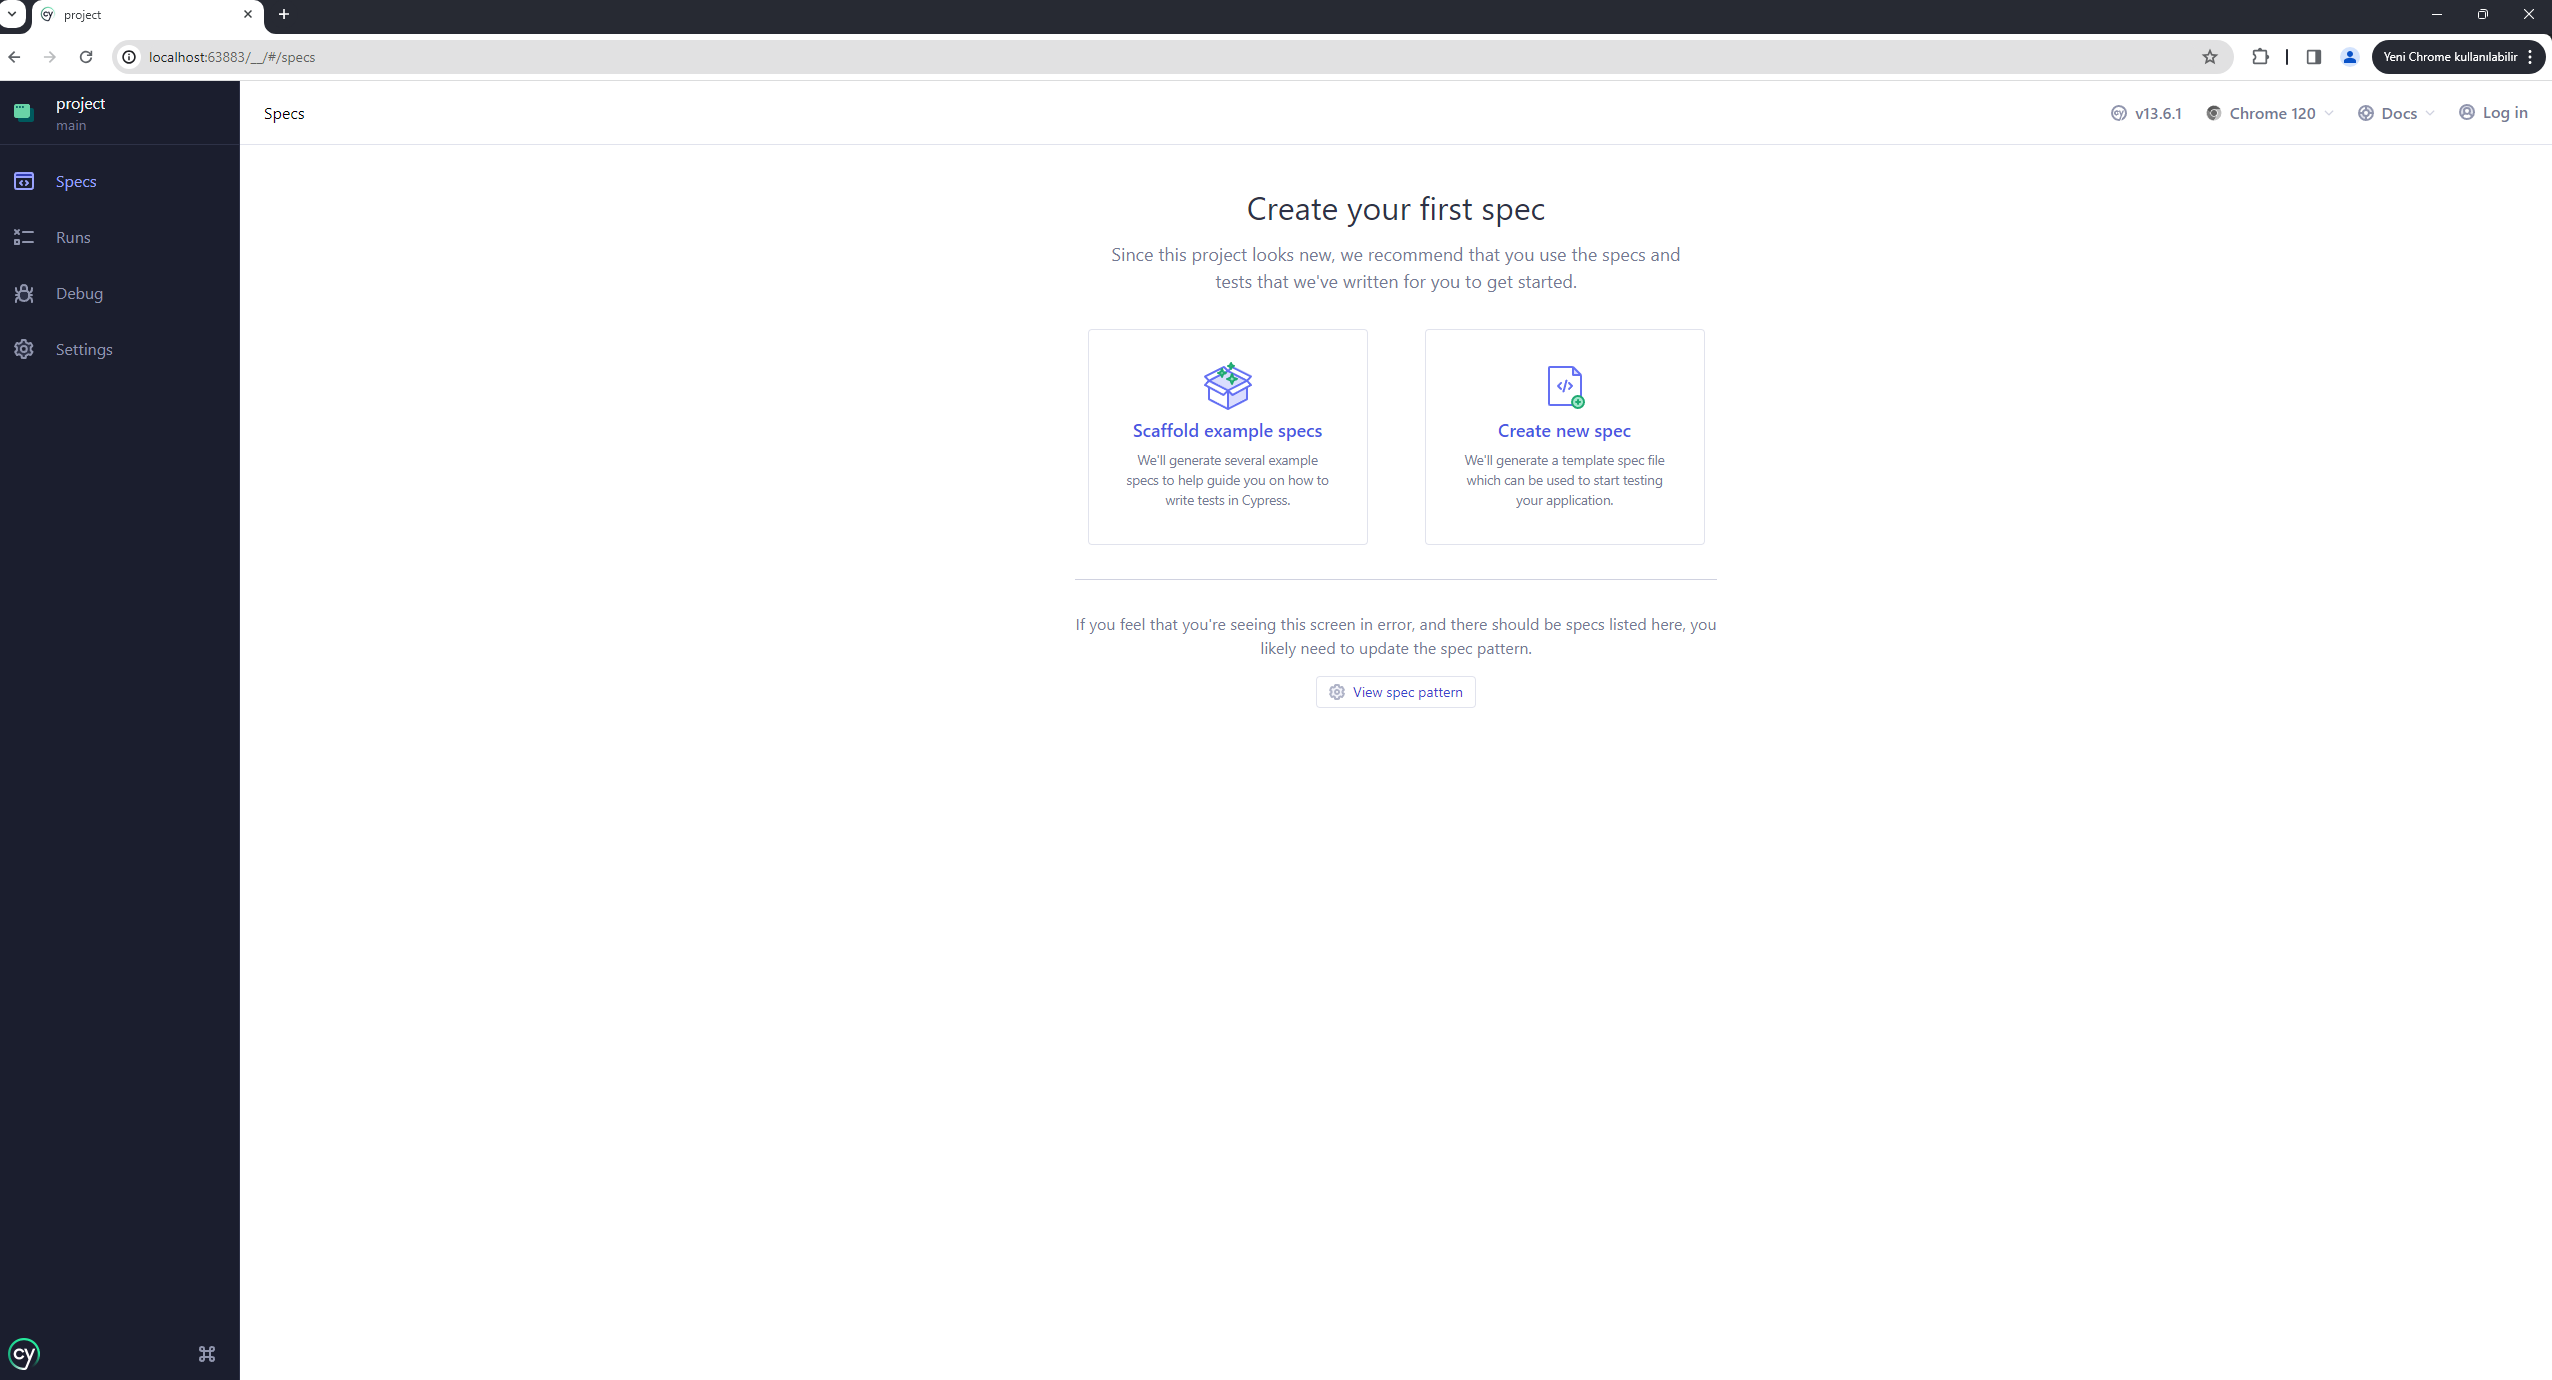 project
localhost:63883/__/#/specs
Yeni Chrome kullanılabilir
project
main
Specs
v13.6.1
Chrome 120
Docs
Log in
Specs
Runs
Debug
Settings
Create your first spec
Since this project looks new, we recommend that you use the specs and
tests that we've written for you to get started.
Scaffold example specs
We'll generate several example
specs to help guide you on how to
write tests in Cypress.
Create new spec
We'll generate a template spec file
which can be used to start testing
your application.
If you feel that you're seeing this screen in error, and there should be specs listed here, you
likely need to update the spec pattern.
View spec pattern
cy